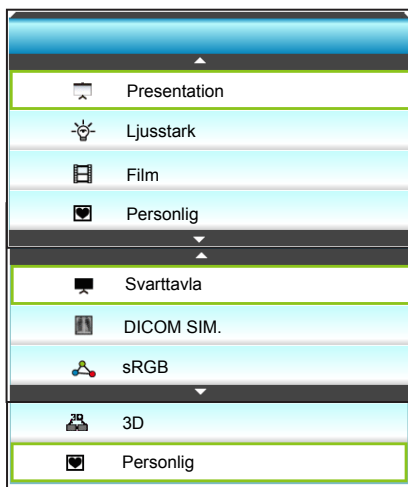 Presentation
Ljusstark
Film
Personlig
Svarttavla
DICOM SIM.
sRGB
3D
Personlig